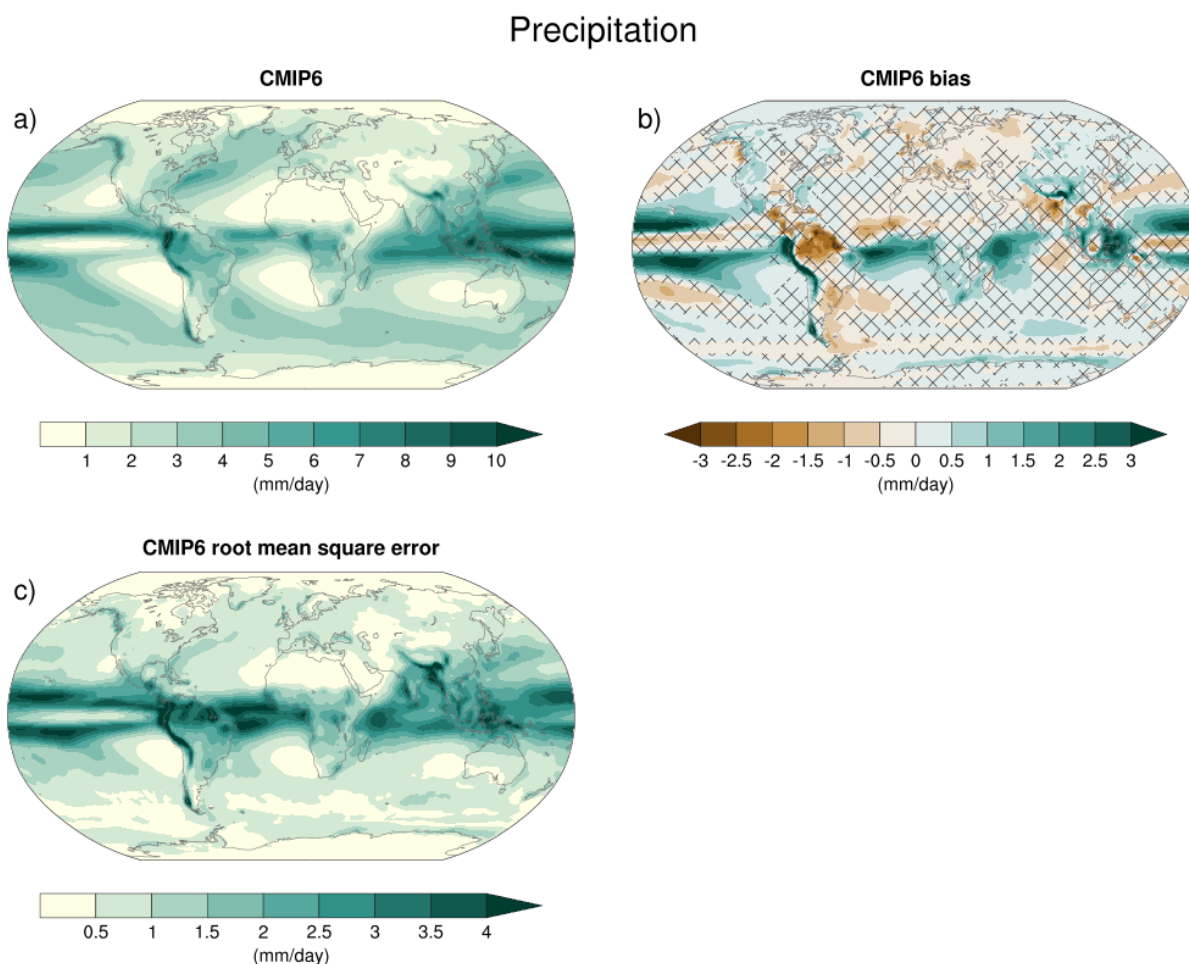 Precipitation
CMIP6
CMIP6 bias
a)
b)
1 2 3 4 5 6 7 8 9 10
(mm/day)
-3 -2.5 -2 -1.5 -1 -0.5 0 0.5 1 1.5 2 2.5 3
(mm/day)
CMIP6 root mean square error
c)
0.5 1 1.5 2 2.5 3 3.5 4
(mm/day)